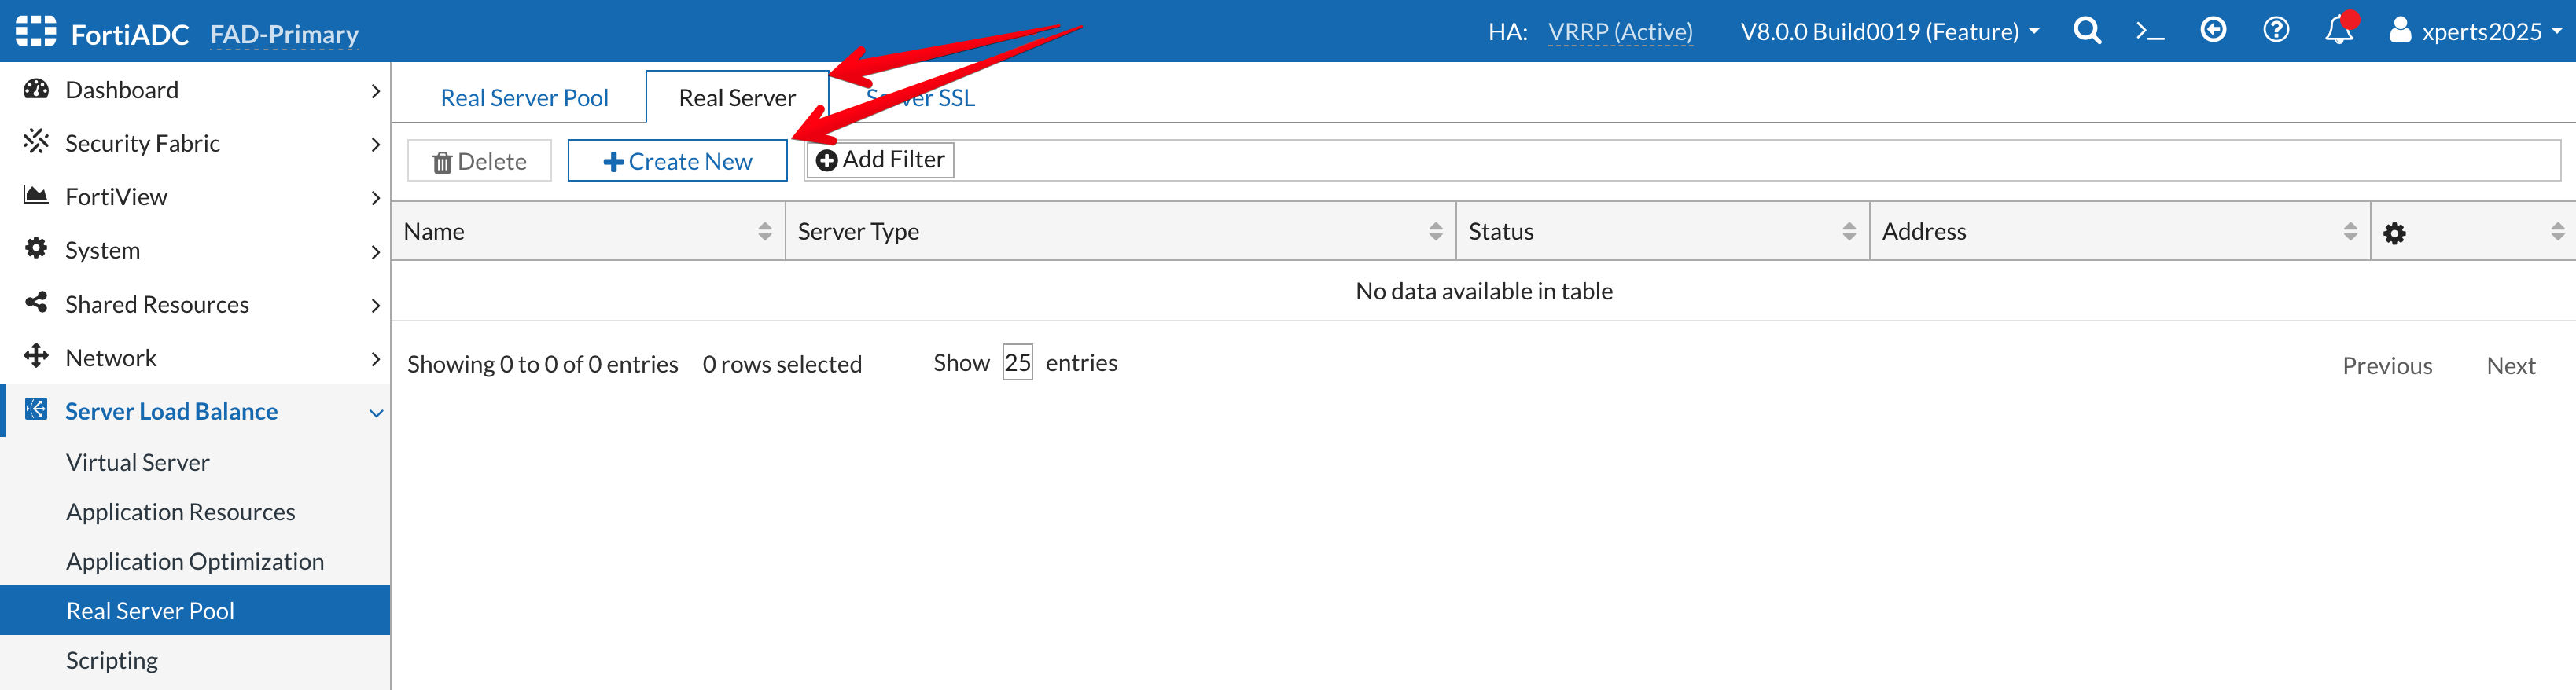 FortiADC FAD-Primary HA: VRRP (Active) V8.0.0 Build0019 (Feature) xperts2025
Dashboard
Security Fabric
FortiView
System
Shared Resources
Network
Server Load Balance
Virtual Server
Application Resources
Application Optimization
Real Server Pool
Scripting
Real Server Pool Real Server Server SSL
Delete Create New Add Filter
Name Server Type Status Address
No data available in table
Showing 0 to 0 of 0 entries 0 rows selected Show 25 entries Previous Next